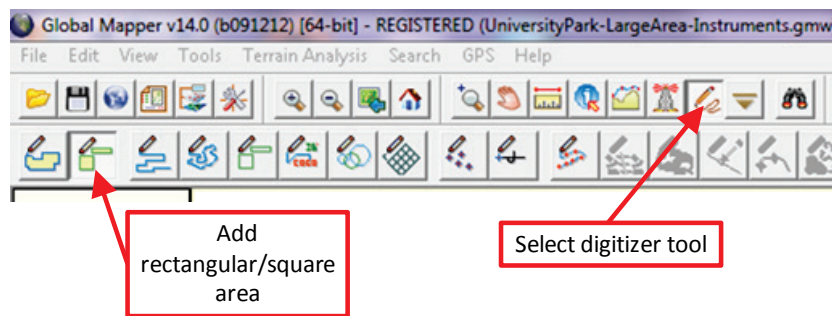 Global Mapper v14.0 (b091212) [64-bit] - REGISTERED (UniversityPark-LargeArea-Instruments.gmw
File Edit View Tools Terrain Analysis Search GPS Help
Add
rectangular/square
area
Select digitizer tool